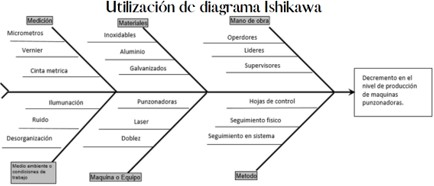 Utilización de diagrama Ishikawa
Medición
Materiales
Mano de obra
Micrometros
Vernier
Cinta metrica
Inoxidables
Aluminio
Galvanizados
Operdores
Lideres
Supervisores
Decremento en el
nivel de producción
de maquinas
punzonadoras.
Ilumunación
Ruido
Desorganización
Punzonadoras
Laser
Doblez
Hojas de control
Seguimiento fisico
Seguimiento en sistema
Medio ambiente o
condiciones de
trabajo
Maquina o Equipo
Metodo